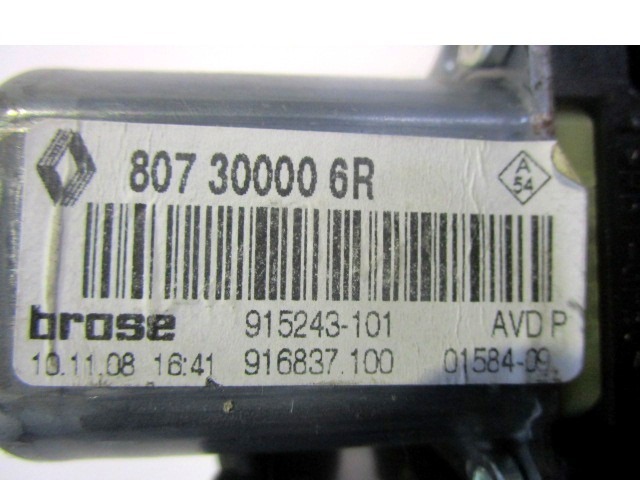 807 30000 6R
A
54
brose 915243-101 AVD P
10.11.08 16:41 916837.100 01584-09